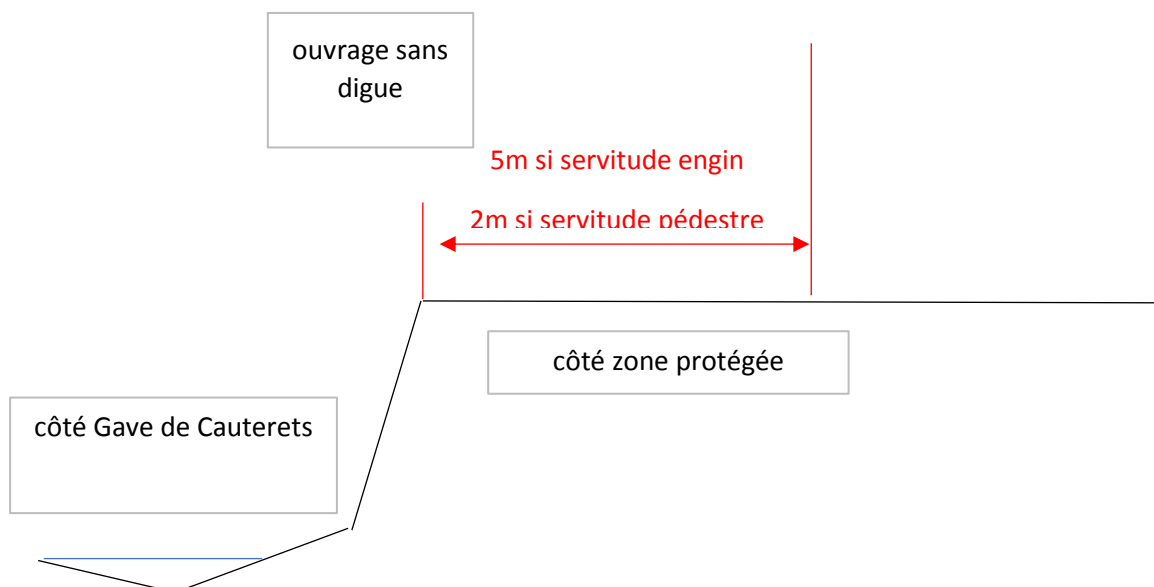 ouvrage sans
digue
5m si servitude engin
2m si servitude pédestre
côté zone protégée
côté Gave de Cauterets